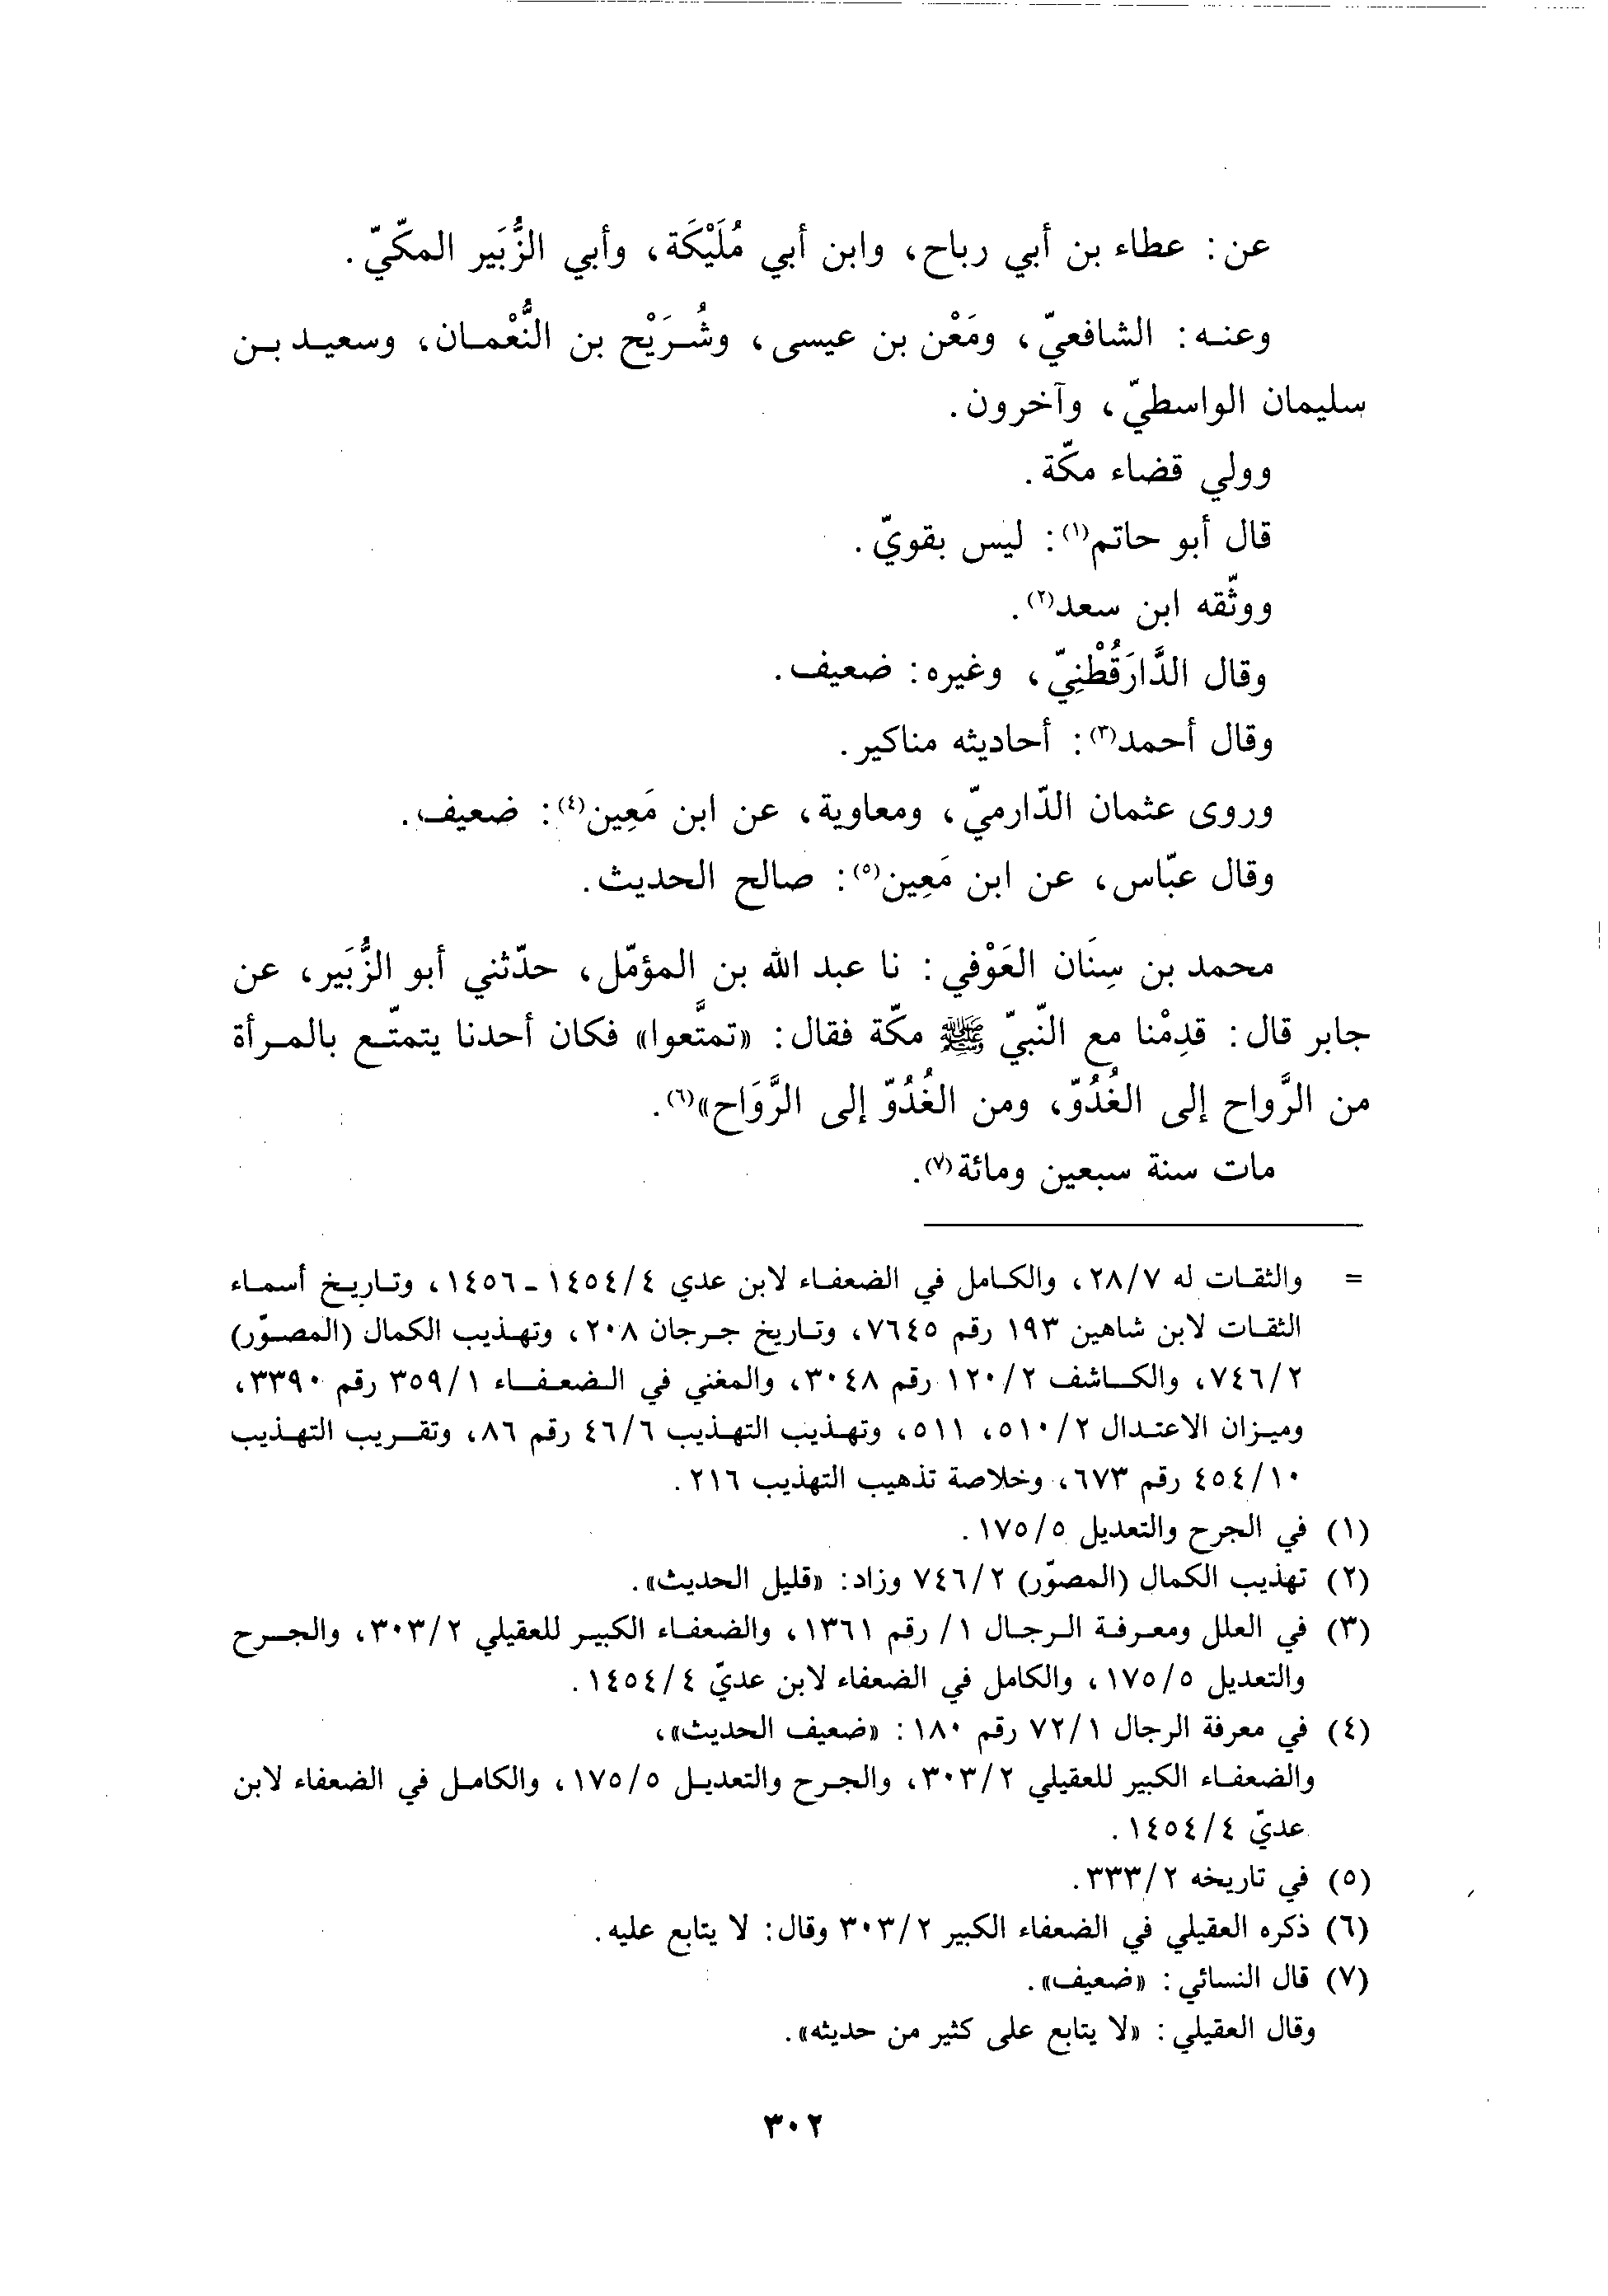 عن: عطاء بن أبي رباح، وابن أبي مُلَيْكَة، وأبي الزُّبَير المكّيّ.
وعنه: الشافعيّ، ومَعْن بن عيسى، وشُرَيْح بن النُّعْمان، وسعيد بن
سليمان الواسطيّ، وآخرون.
وولي قضاء مكّة.
قال أبو حاتم(١): ليس بقويّ.
ووثّقه ابن سعد(٢).
وقال الدَّارَقُطْنِيّ، وغيره: ضعيف.
وقال أحمد(٣): أحاديثه مناكير.
وروى عثمان الدّارميّ، ومعاوية، عن ابن مَعِين(٤): ضعيف.
وقال عبّاس، عن ابن مَعِين(٥): صالح الحديث.
محمد بن سِنَان العَوْفي: نا عبد الله بن المؤمّل، حدّثني أبو الزُّبَير، عن
جابر قال: قدِمْنا مع النّبيّ ﷺ مكّة فقال: «تمتَّعوا» فكان أحدنا يتمتّع بالمرأة
من الرَّواح إلى الغُدُوّ، ومن الغُدُوّ إلى الرَّوَاح»(٦).
مات سنة سبعين ومائة(٧).
= والثقات له ٢٨/٧، والكامل في الضعفاء لابن عدي ١٤٥٤/٤ - ١٤٥٦، وتاريخ أسماء
الثقات لابن شاهين ١٩٣ رقم ٧٦٤٥، وتاريخ جرجان ٢٠٨، وتهذيب الكمال (المصوّر)
٧٤٦/٢، والكاشف ١٢٠/٢ رقم ٣٠٤٨، والمغني في الضعفاء ٣٥٩/١ رقم ٣٣٩٠،
وميزان الاعتدال ٥١٠/٢، ٥١١، وتهذيب التهذيب ٤٦/٦ رقم ٨٦، وتقريب التهذيب
٤٥٤/١٠ رقم ٦٧٣، وخلاصة تذهيب التهذيب ٢١٦.
(١) في الجرح والتعديل ١٧٥/٥.
(٢) تهذيب الكمال (المصوّر) ٧٤٦/٢ وزاد: «قليل الحديث».
(٣) في العلل ومعرفة الرجال ١/ رقم ١٣٦١، والضعفاء الكبير للعقيلي ٣٠٣/٢، والجرح
والتعديل ١٧٥/٥، والكامل في الضعفاء لابن عديّ ١٤٥٤/٤.
(٤) في معرفة الرجال ٧٢/١ رقم ١٨٠: «ضعيف الحديث»،
والضعفاء الكبير للعقيلي ٣٠٣/٢، والجرح والتعديل ١٧٥/٥، والكامل في الضعفاء لابن
عديّ ١٤٥٤/٤.
(٥) في تاريخه ٣٣٣/٢.
(٦) ذكره العقيلي في الضعفاء الكبير ٣٠٣/٢ وقال: لا يتابع عليه.
(٧) قال النسائي: «ضعيف».
وقال العقيلي: «لا يتابع على كثير من حديثه».
٣٠٢